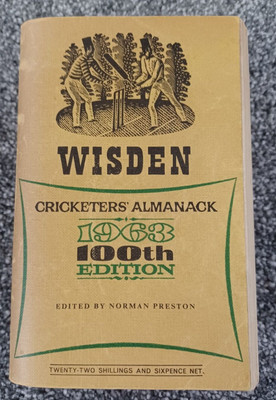 WISDEN
CRICKETERS' ALMANACK
1963
100th
EDITION
EDITED BY NORMAN PRESTON
TWENTY-TWO SHILLINGS AND SIXPENCE NET.